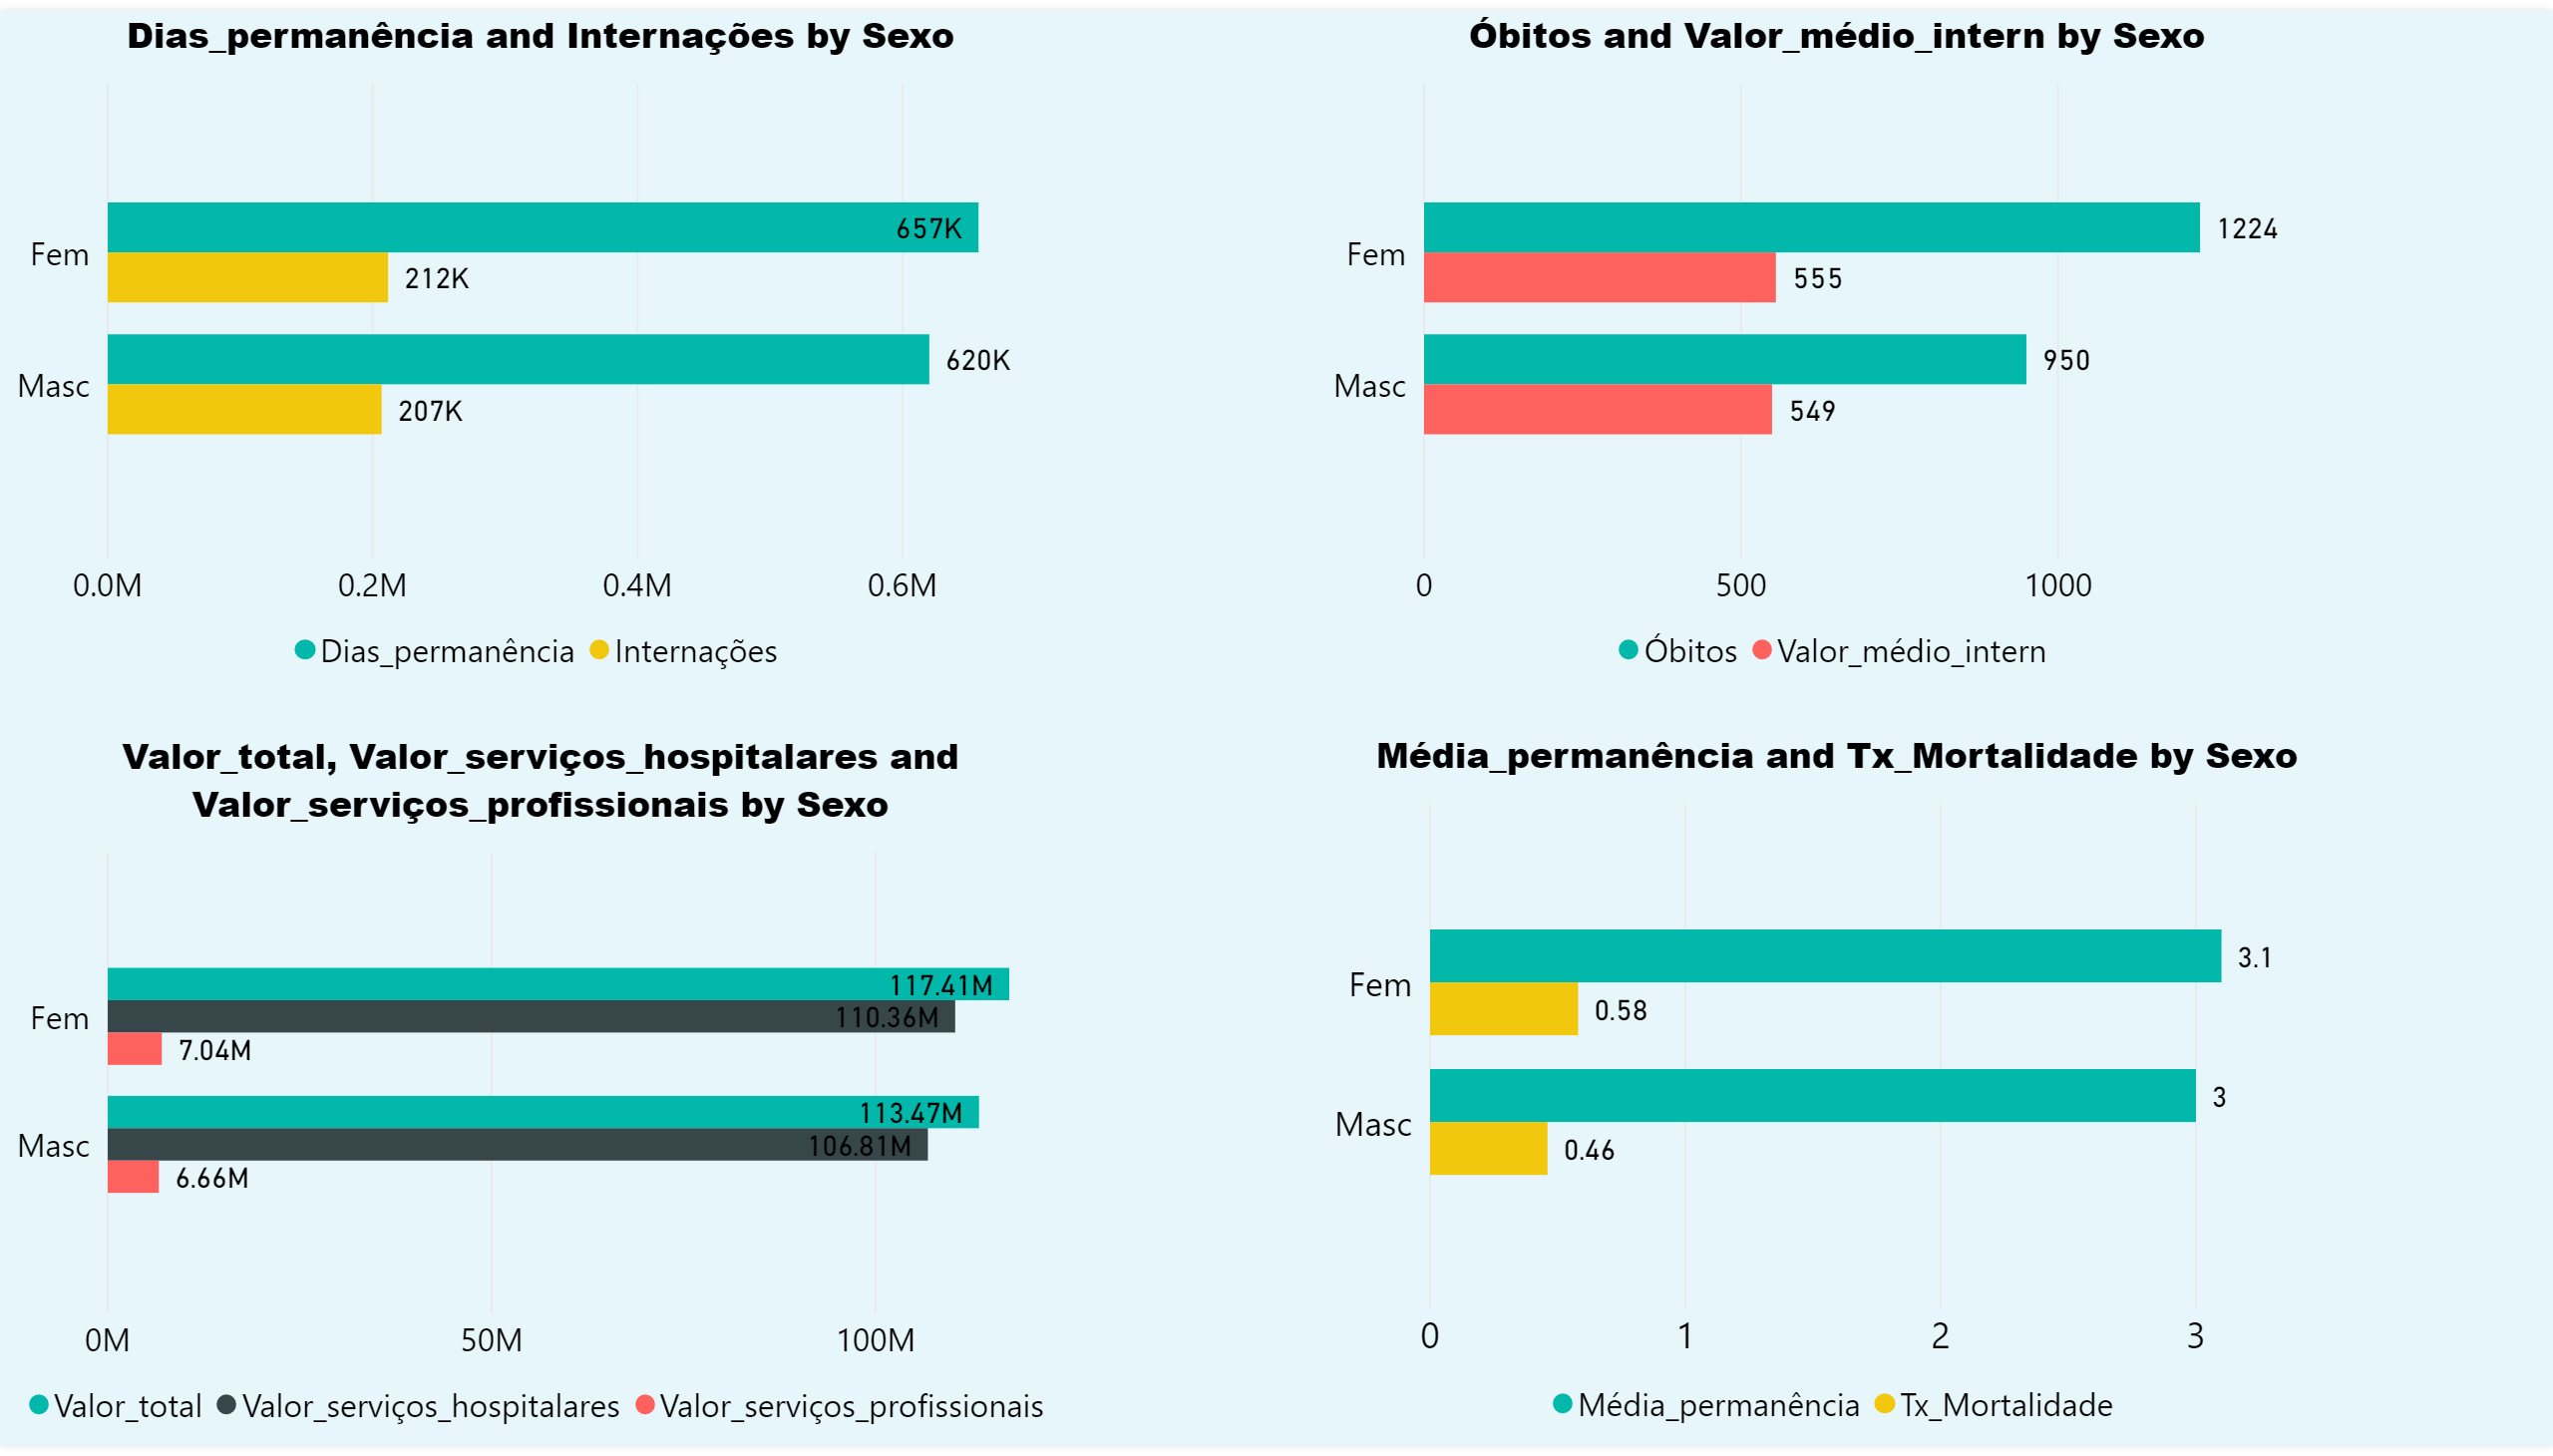 Dias_permanência and Internações by Sexo
Fem
657K
212K
Masc
620K
207K
0.0M 0.2M 0.4M 0.6M
Dias_permanência Internações
Óbitos and Valor_médio_intern by Sexo
Fem
1224
555
Masc
950
549
0 500 1000
Óbitos Valor_médio_intern
Valor_total, Valor_serviços_hospitalares and
Valor_serviços_profissionais by Sexo
Fem
117.41M
110.36M
7.04M
Masc
113.47M
106.81M
6.66M
0M 50M 100M
Valor_total Valor_serviços_hospitalares Valor_serviços_profissionais
Média_permanência and Tx_Mortalidade by Sexo
Fem
3.1
0.58
Masc
3
0.46
0 1 2 3
Média_permanência Tx_Mortalidade